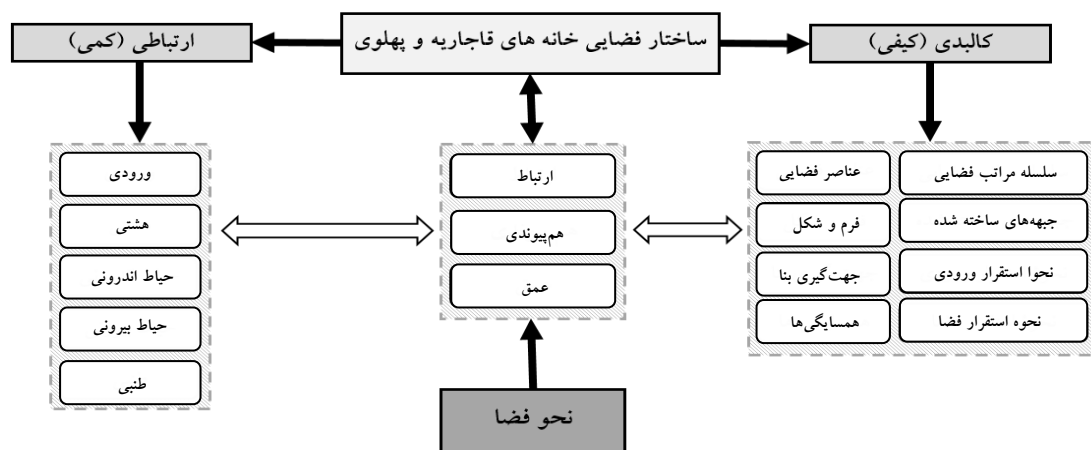 کالبدی (کیفی)
ساختار فضایی خانه های قاجاریه و پهلوی
ارتباطی (کمی)
سلسله مراتب فضایی
جبهه‌های ساخته شده
نحوا استقرار ورودی
نحوه استقرار فضا
عناصر فضایی
فرم و شکل
جهت‌گیری بنا
همسایگی‌ها
ارتباط
هم‌پیوندی
عمق
ورودی
هشتی
حیاط اندرونی
حیاط بیرونی
طنبی
نحو فضا